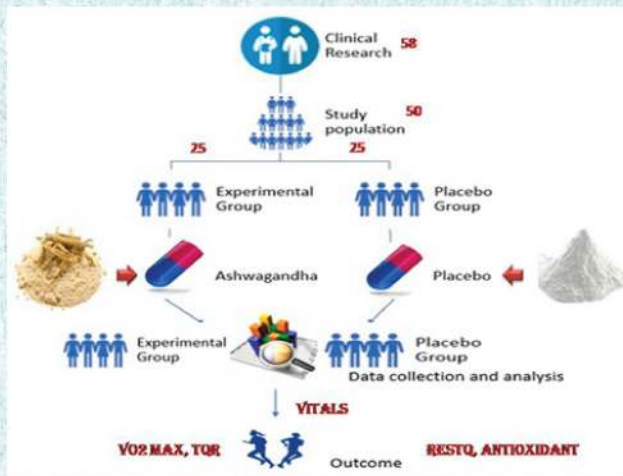 Clinical
Research 58
Study
population 50
25 25
Experimental
Group
Placebo
Group
Ashwagandha
Placebo
Experimental
Group
Placebo
Group
Data collection and analysis
VITALS
VO2 MAX, TQR
RESTQ, ANTIOXIDANT
Outcome